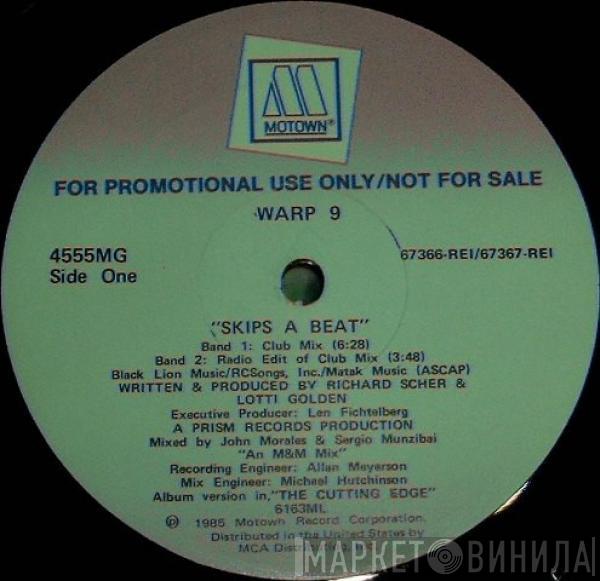 MOTOWN®
FOR PROMOTIONAL USE ONLY/NOT FOR SALE
WARP 9
4555MG
Side One
67366-REI/67367-REI
"SKIPS A BEAT"
Band 1: Club Mix (6:28)
Band 2: Radio Edit of Club Mix (3:48)
Black Lion Music/RCSongs, Inc./Matak Music (ASCAP)
WRITTEN & PRODUCED BY RICHARD SCHER &
LOTTI GOLDEN
Executive Producer: Len Fichtelberg
A PRISM RECORDS PRODUCTION
Mixed by John Morales & Sergio Munzibai
"An M&M Mix"
Recording Engineer: Allan Meyerson
Mix Engineer: Michael Hutchinson
Album version in "THE CUTTING EDGE"
6163ML
℗ 1985 Motown Record Corporation.
Distributed in the United States by
MCA
МАРКЕТ ВИНИЛА